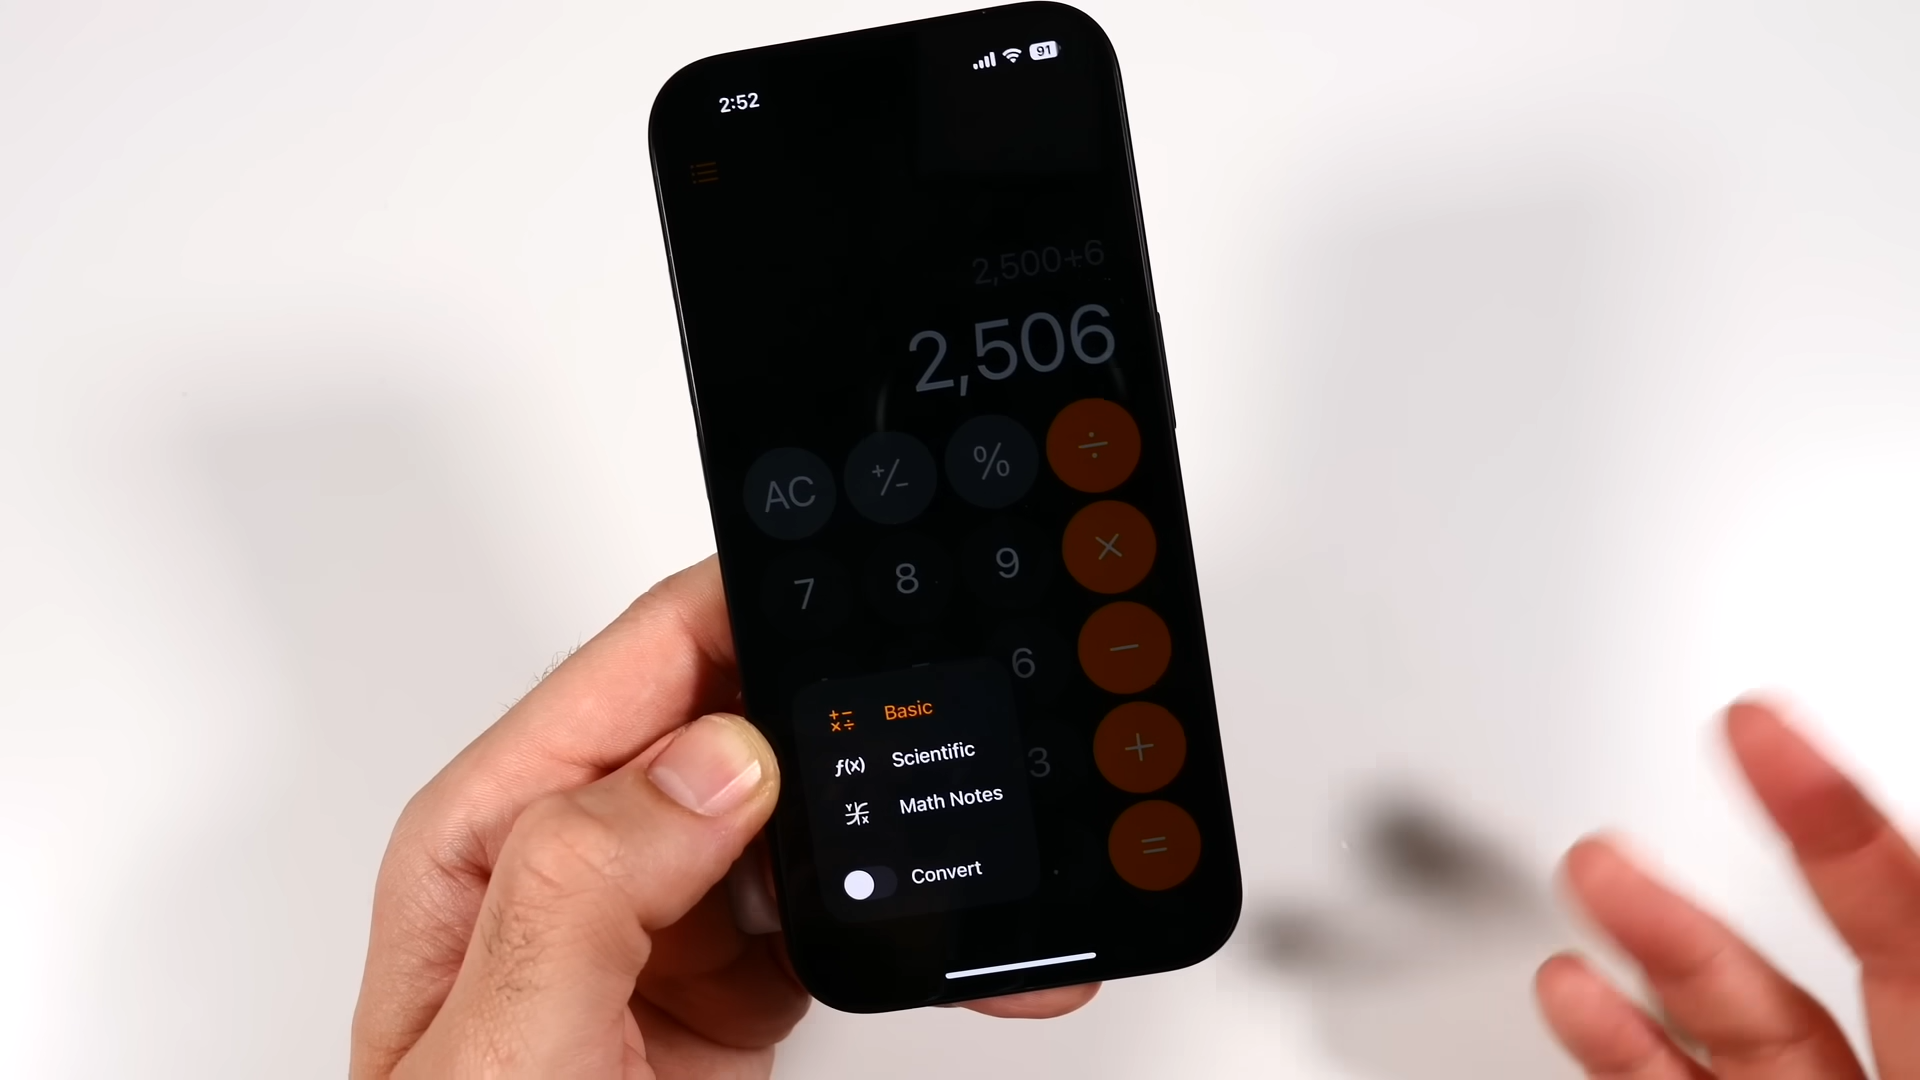 2:52
91
2,500+6
2,506
AC +/- % ÷
7 8 9 ×
6 −
3 +
=
Basic
f(x) Scientific
Math Notes
Convert